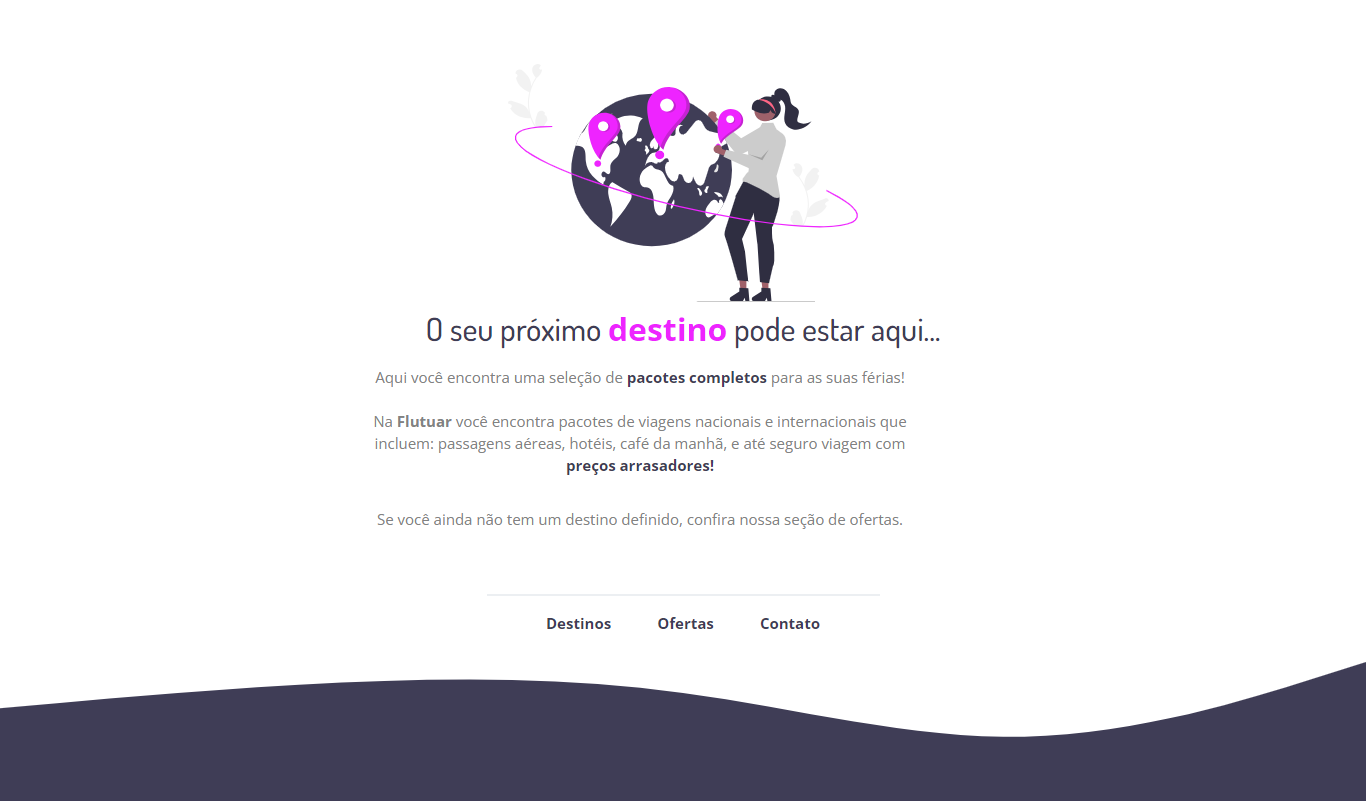 O seu próximo destino pode estar aqui...
Aqui você encontra uma seleção de pacotes completos para as suas férias!
Na Flutuar você encontra pacotes de viagens nacionais e internacionais que
incluem: passagens aéreas, hotéis, café da manhã, e até seguro viagem com
preços arrasadores!
Se você ainda não tem um destino definido, confira nossa seção de ofertas.
Destinos Ofertas Contato